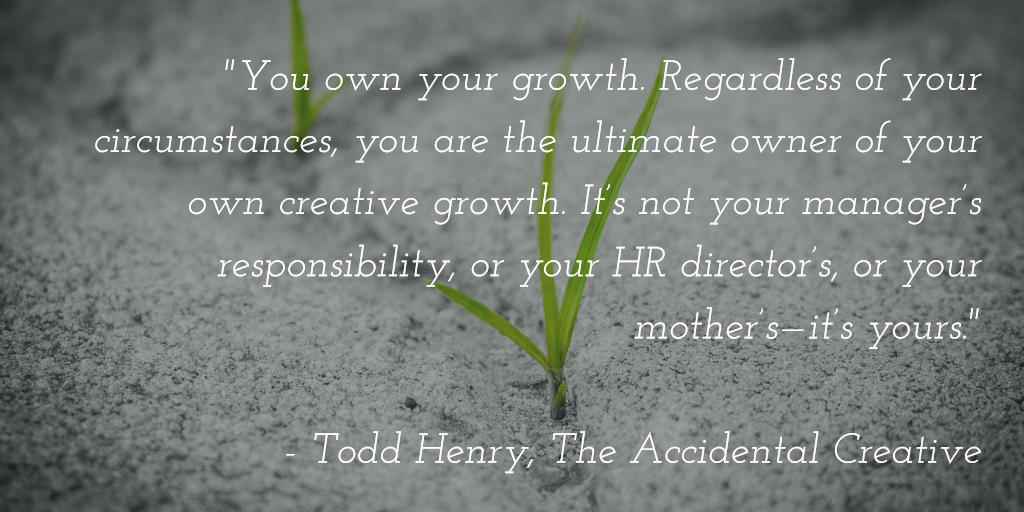 "You own your growth. Regardless of your
circumstances, you are the ultimate owner of your
own creative growth. It's not your manager's
responsibility, or your HR director's, or your
mother's—it's yours."
- Todd Henry, The Accidental Creative